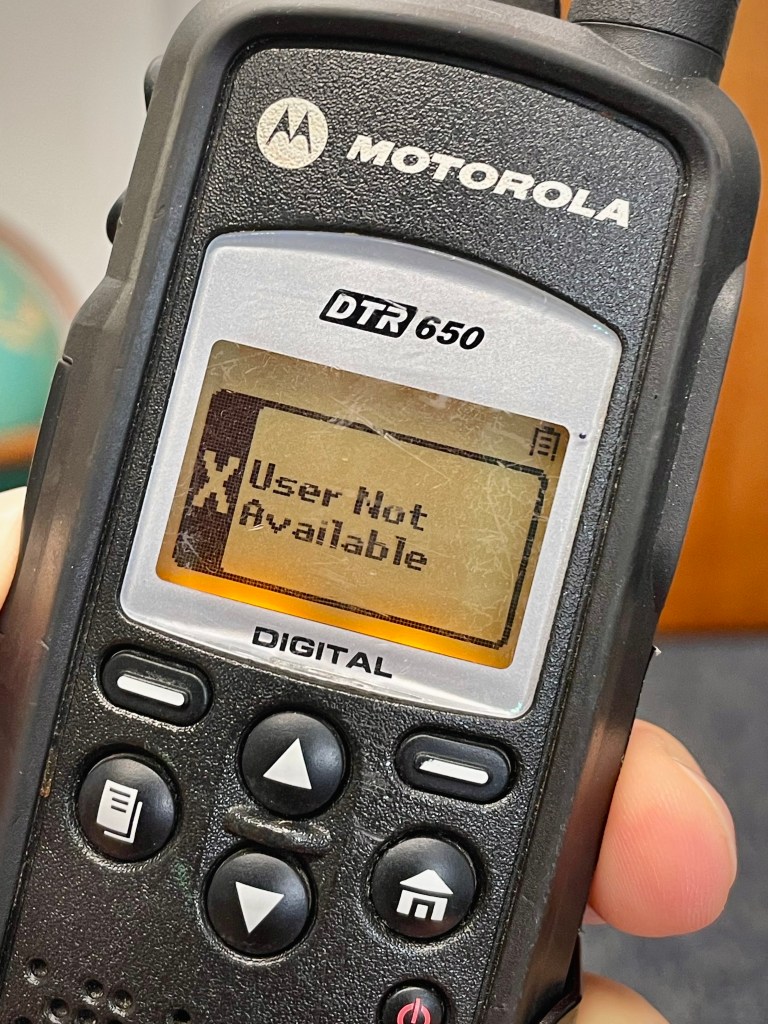 MOTOROLA
DTR 650
X User Not
Available
DIGITAL